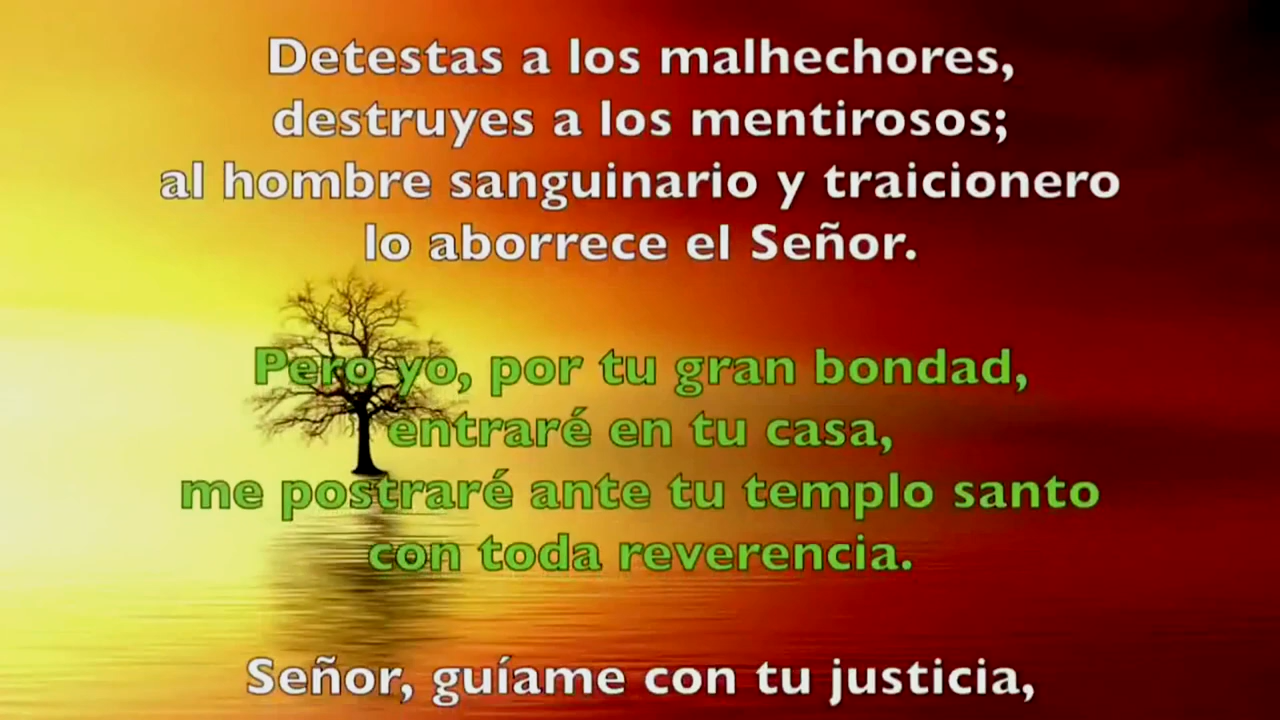 Detestas a los malhechores,
destruyes a los mentirosos;
al hombre sanguinario y traicionero
lo aborrece el Señor.
Pero yo, por tu gran bondad,
entraré en tu casa,
me postraré ante tu templo santo
con toda reverencia.
Señor, guíame con tu justicia,